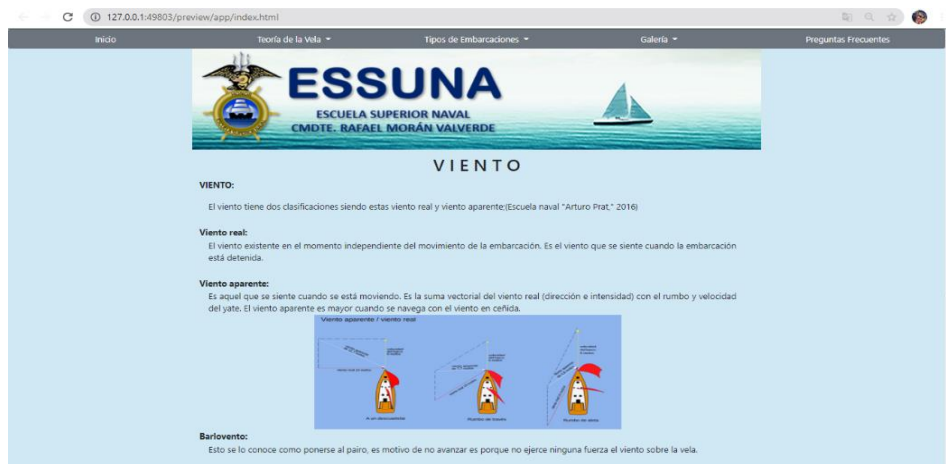 127.0.0.1:49803/preview/app/index.html
Inicio
Teoría de la Vela
Tipos de Embarcaciones
Galería
Preguntas Frecuentes
ESSUNA
ESCUELA SUPERIOR NAVAL
CMDTE. RAFAEL MORÁN VALVERDE
VIENTO
VIENTO:
El viento tiene dos clasificaciones siendo estas viento real y viento aparente;(Escuela naval "Arturo Prat," 2016)
Viento real:
El viento existente en el momento independiente del movimiento de la embarcación. Es el viento que se siente cuando la embarcación
está detenida.
Viento aparente:
Es aquel que se siente cuando se está moviendo. Es la suma vectorial del viento real (dirección e intensidad) con el rumbo y velocidad
del yate. El viento aparente es mayor cuando se navega con el viento en ceñida.
Viento aparente / viento real
Barlovento:
Esto se lo conoce como ponerse al pairo, es motivo de no avanzar es porque no ejerce ninguna fuerza el viento sobre la vela.